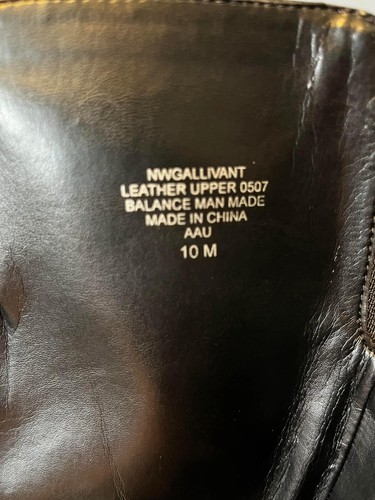 NWGALLIVANT
LEATHER UPPER 0507
BALANCE MAN MADE
MADE IN CHINA
AAU
10 M